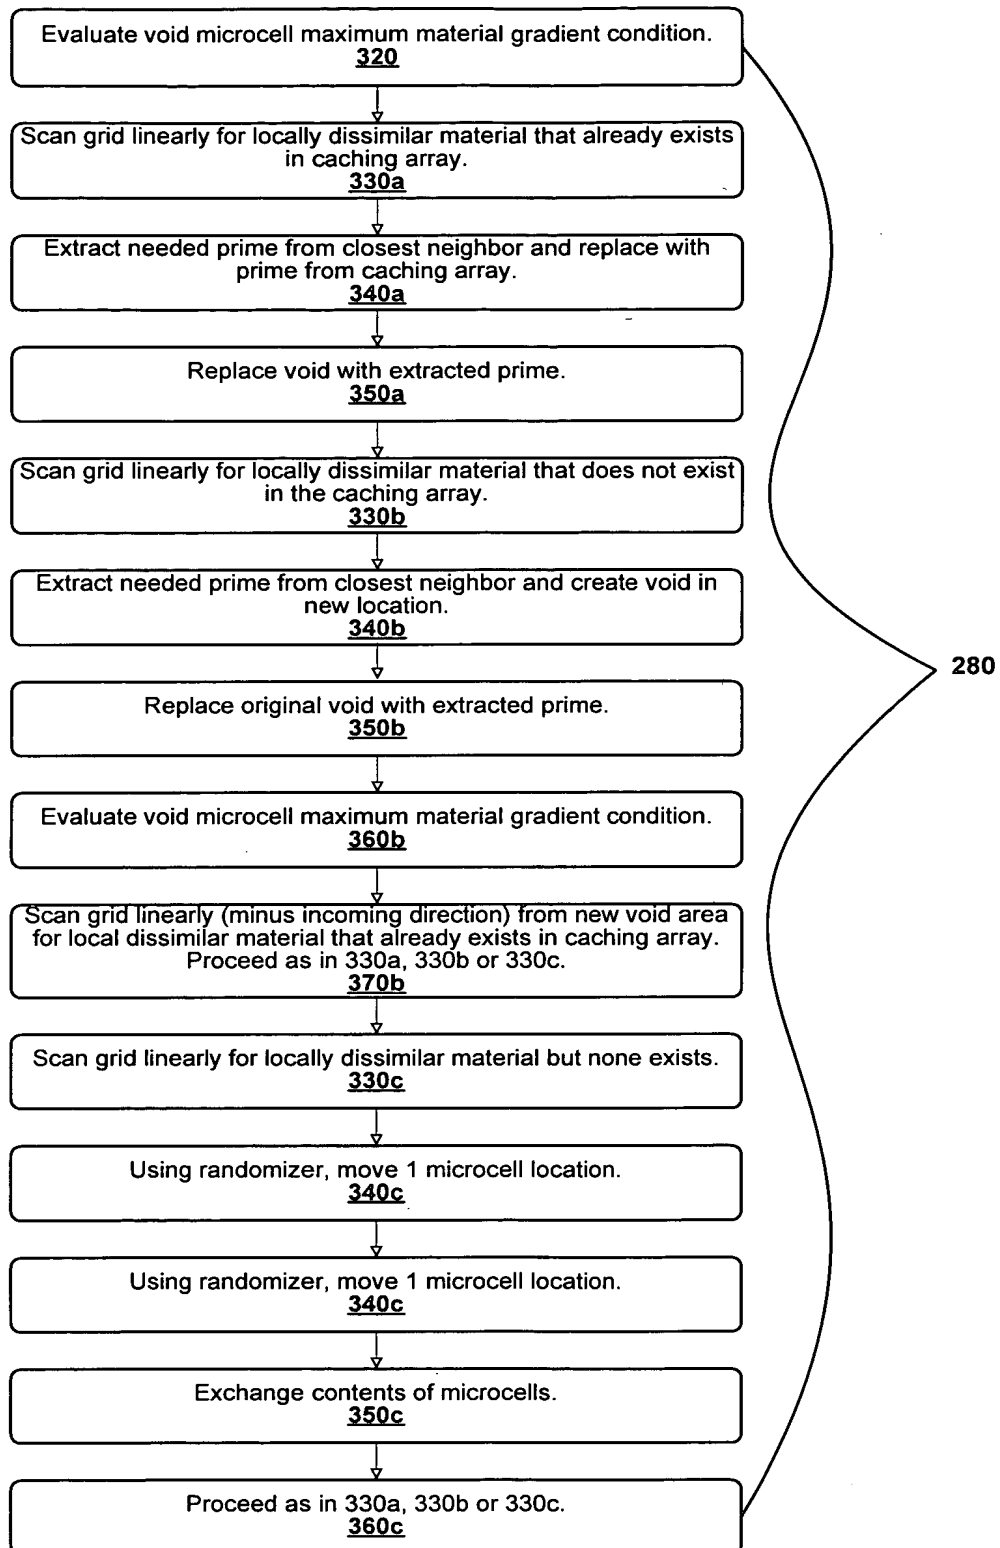 Evaluate void microcell maximum material gradient condition.
320
Scan grid linearly for locally dissimilar material that already exists
in caching array.
330a
Extract needed prime from closest neighbor and replace with
prime from caching array.
340a
Replace void with extracted prime.
350a
Scan grid linearly for locally dissimilar material that does not exist
in the caching array.
330b
Extract needed prime from closest neighbor and create void in
new location.
340b
280
Replace original void with extracted prime.
350b
Evaluate void microcell maximum material gradient condition.
360b
Scan grid linearly (minus incoming direction) from new void area
for local dissimilar material that already exists in caching array.
Proceed as in 330a, 330b or 330c.
370b
Scan grid linearly for locally dissimilar material but none exists.
330c
Using randomizer, move 1 microcell location.
340c
Using randomizer, move 1 microcell location.
340c
Exchange contents of microcells.
350c
Proceed as in 330a, 330b or 330c.
360c